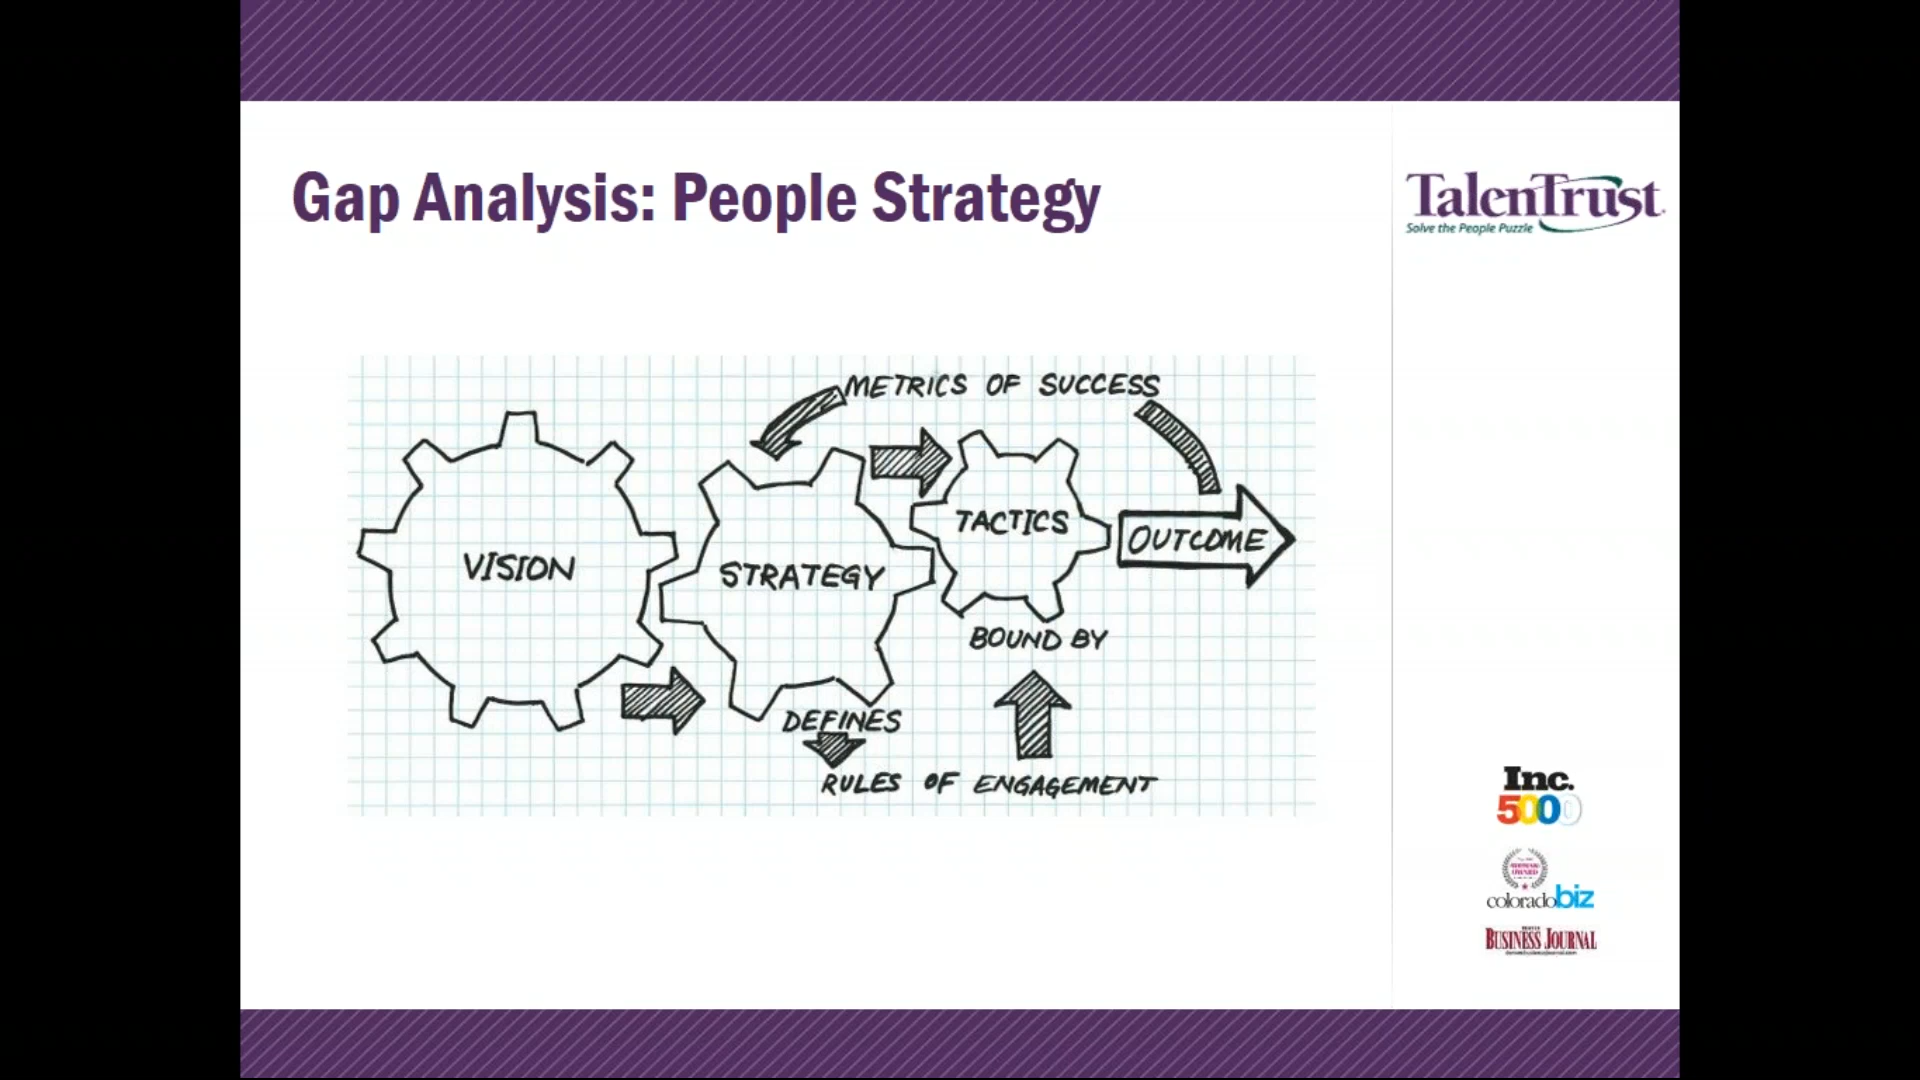 Gap Analysis: People Strategy
TalenTrust
Solve the People Puzzle
METRICS OF SUCCESS
VISION
STRATEGY
TACTICS
OUTCOME
BOUND BY
DEFINES
RULES OF ENGAGEMENT
Inc.
5000
OWNED
coloradobiz
BUSINESS JOURNAL